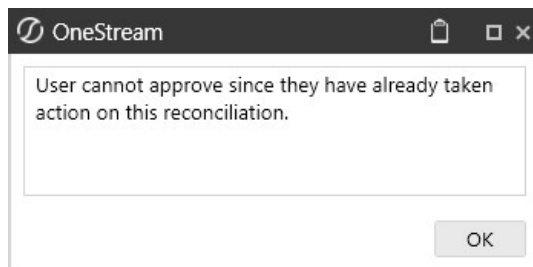 OneStream
User cannot approve since they have already taken
action on this reconciliation.
OK